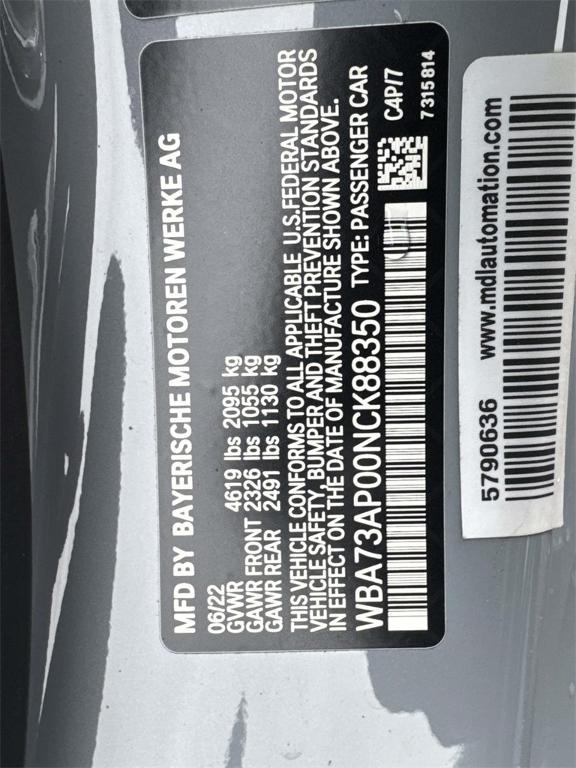 MFD BY BAYERISCHE MOTOREN WERKE AG
06/22
GVWR 4619 lbs 2095 kg
GAWR FRONT 2326 lbs 1055 kg
GAWR REAR 2491 lbs 1130 kg
THIS VEHICLE CONFORMS TO ALL APPLICABLE U.S.FEDERAL MOTOR
VEHICLE SAFETY, BUMPER AND THEFT PREVENTION STANDARDS
IN EFFECT ON THE DATE OF MANUFACTURE SHOWN ABOVE.
WBA73AP00NCK88350 TYPE: PASSENGER CAR
C4P/7
7315814
5790636 www.mdlautomation.com